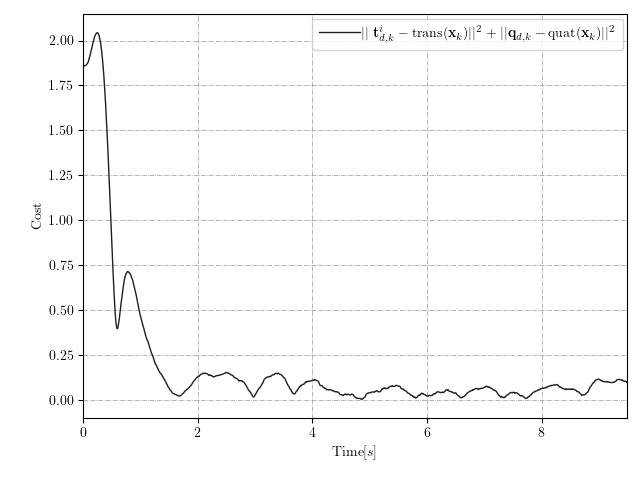 || t^i_{d,k} − trans(x_k)||² + ||q_{d,k} − quat(x_k)||²
2.00
1.75
1.50
1.25
1.00
0.75
0.50
0.25
0.00
Cost
0 2 4 6 8
Time[s]